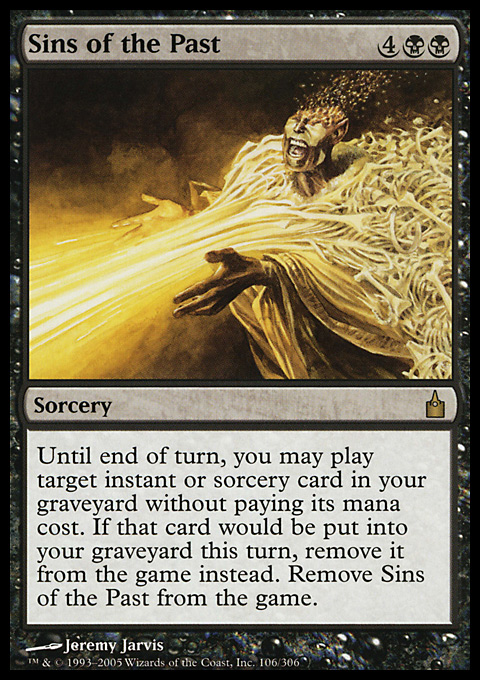 Sins of the Past
4
Sorcery
Until end of turn, you may play
target instant or sorcery card in your
graveyard without paying its mana
cost. If that card would be put into
your graveyard this turn, remove it
from the game instead. Remove Sins
of the Past from the game.
Jeremy Jarvis
™ & © 1993–2005 Wizards of the Coast, Inc. 106/306